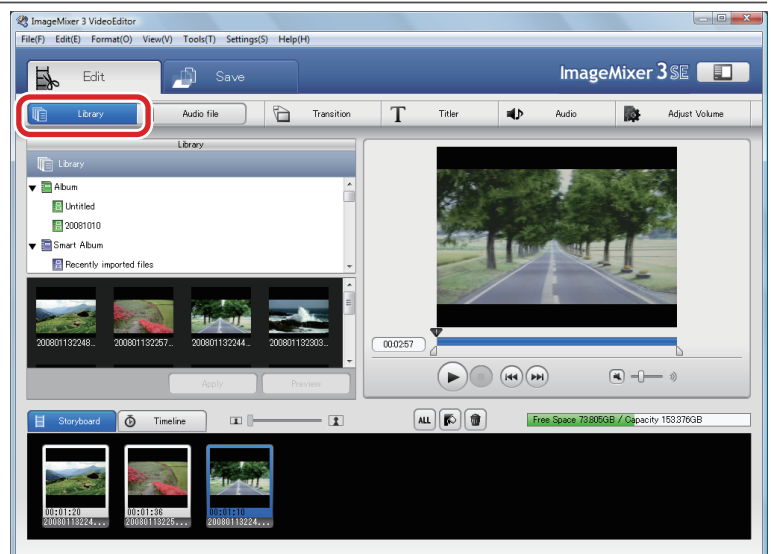 ImageMixer 3 VideoEditor
File(F) Edit(E) Format(O) View(V) Tools(T) Settings(S) Help(H)
Edit
Save
ImageMixer 3 SE
Library
Audio file
Transition
T Titler
Audio
Adjust Volume
Library
Library
Album
Untitled
20081010
Smart Album
Recently imported files
200801132248...
200801132257...
200801132244...
200801132303...
00:02:57
Apply
Preview
Storyboard
Timeline
ALL
Free Space 73.805GB / Capacity 153.376GB
00:01:20
00:01:36
00:01:10
20080113224...
20080113225...
20080113224...